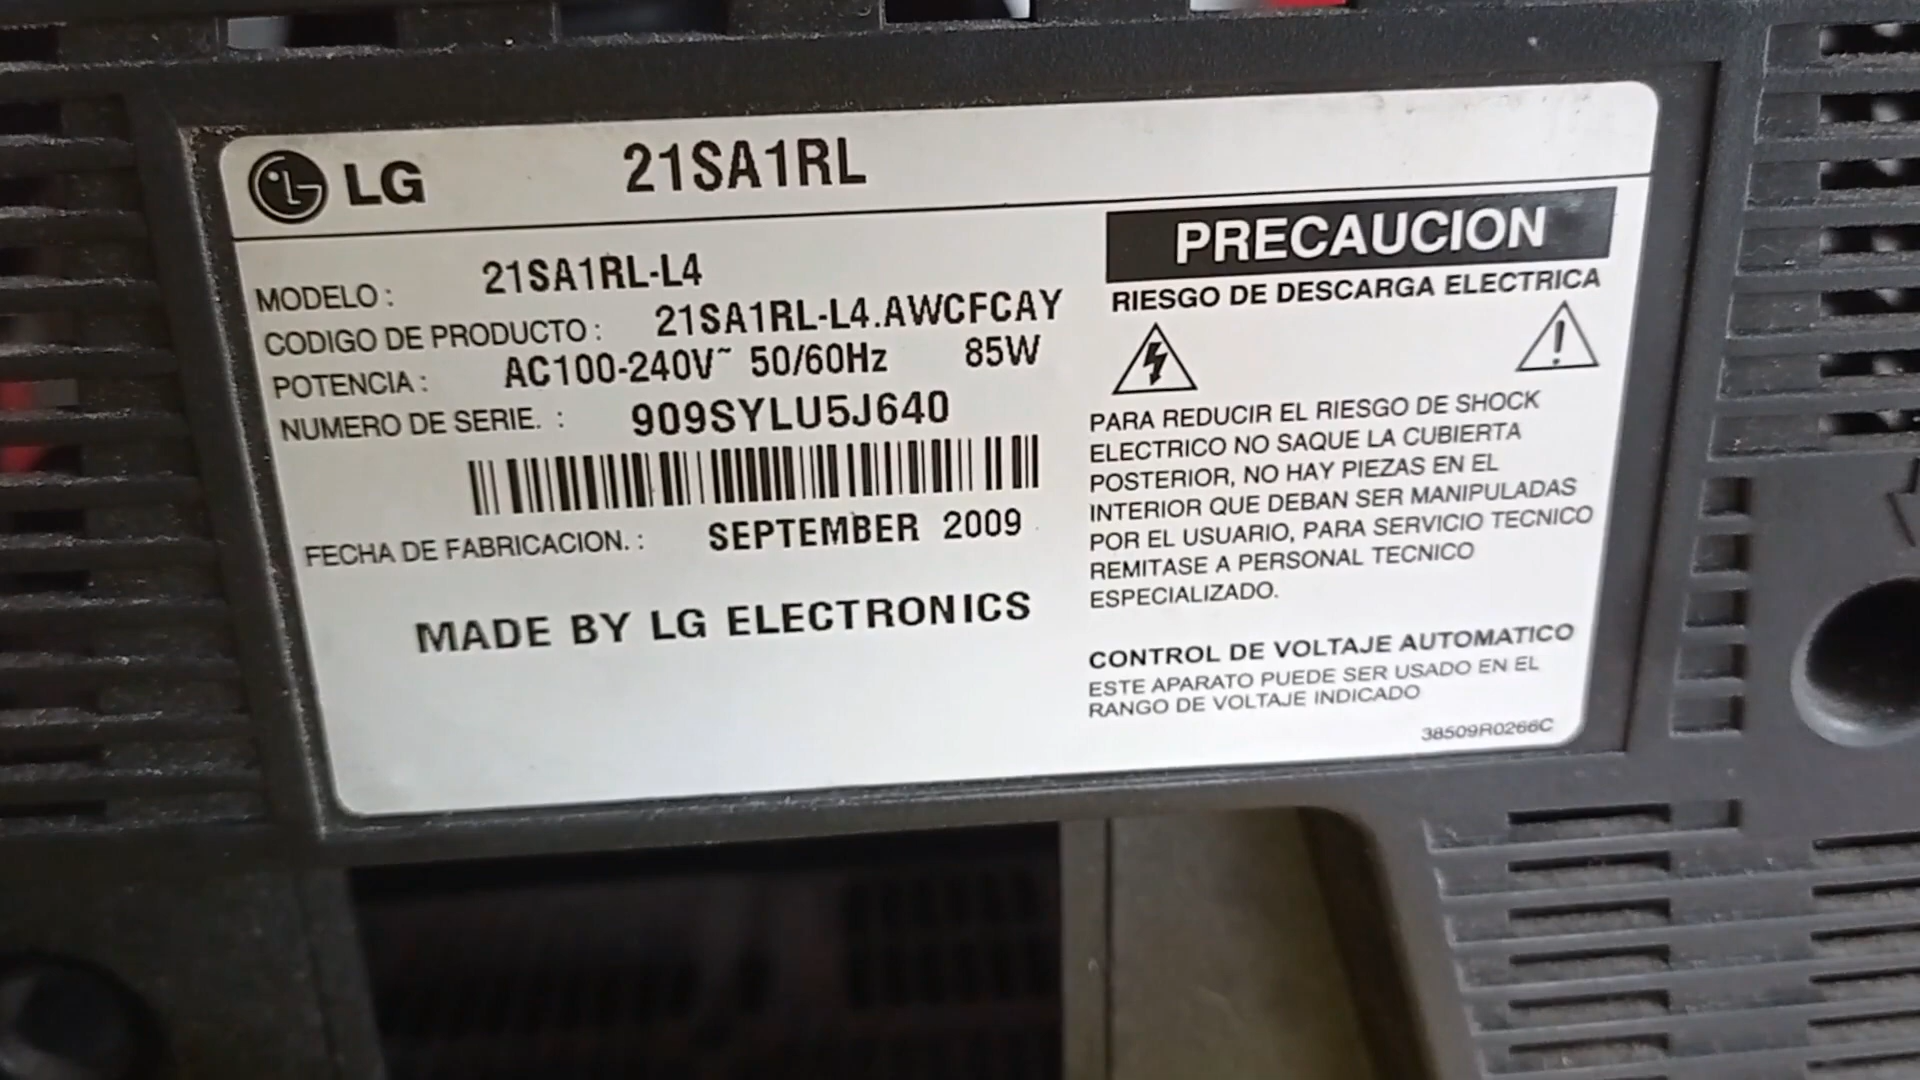 LG 21SA1RL
MODELO: 21SA1RL-L4
CODIGO DE PRODUCTO: 21SA1RL-L4.AWCFCAY
POTENCIA: AC100-240V~ 50/60Hz 85W
NUMERO DE SERIE. : 909SYLU5J640
FECHA DE FABRICACION. : SEPTEMBER 2009
MADE BY LG ELECTRONICS
PRECAUCION
RIESGO DE DESCARGA ELECTRICA
PARA REDUCIR EL RIESGO DE SHOCK
ELECTRICO NO SAQUE LA CUBIERTA
POSTERIOR, NO HAY PIEZAS EN EL
INTERIOR QUE DEBAN SER MANIPULADAS
POR EL USUARIO, PARA SERVICIO TECNICO
REMITASE A PERSONAL TECNICO
ESPECIALIZADO.
CONTROL DE VOLTAJE AUTOMATICO
ESTE APARATO PUEDE SER USADO EN EL
RANGO DE VOLTAJE INDICADO
38509R0266C